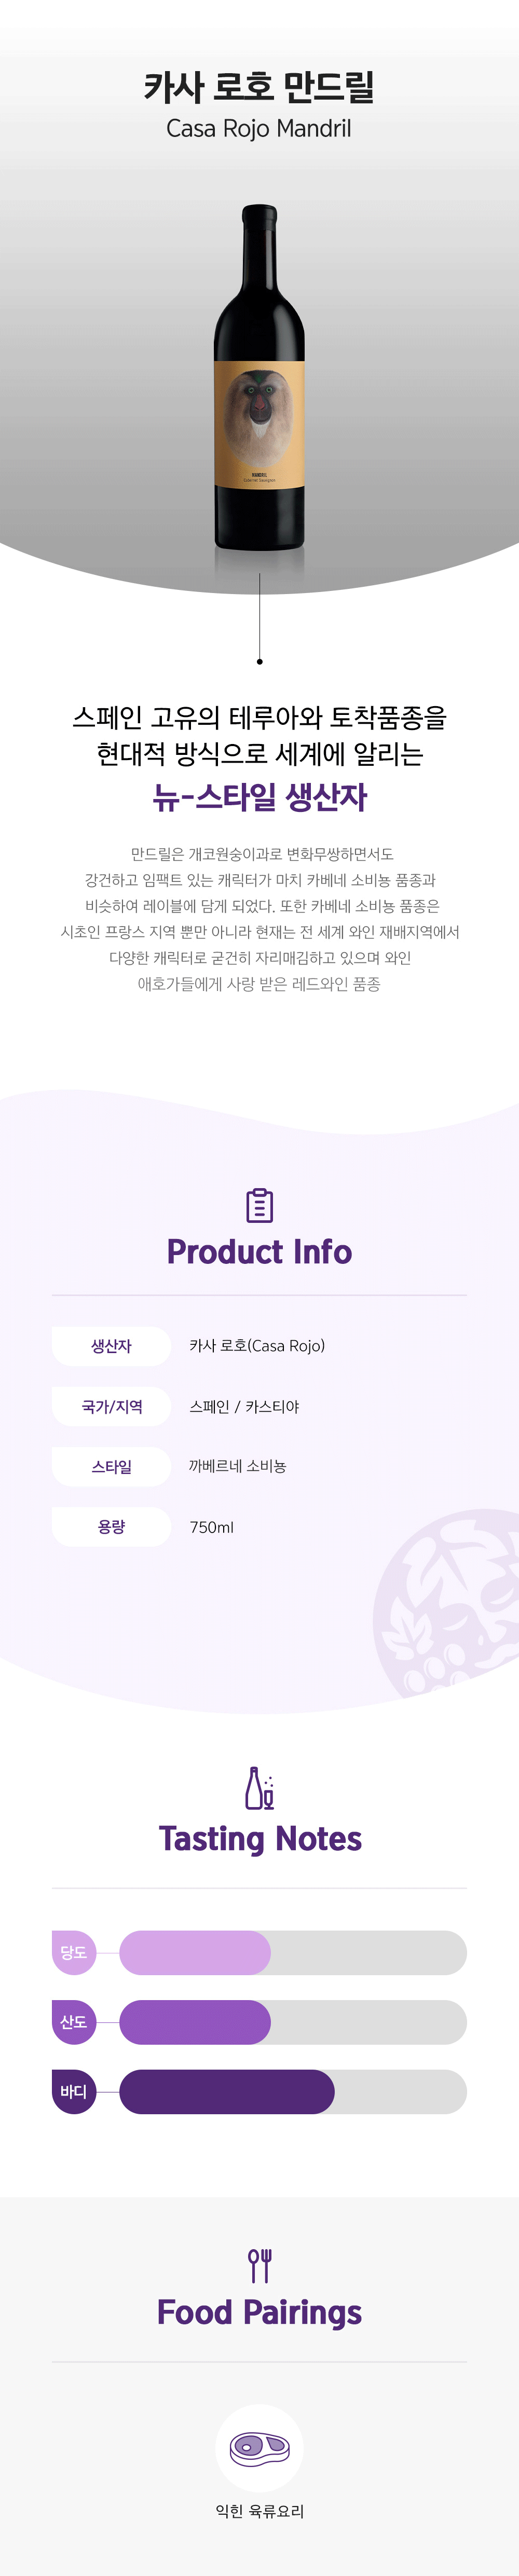 카사 로호 만드릴
Casa Rojo Mandril
MANDRIL
Cabernet Sauvignon
스페인 고유의 테루아와 토착품종을
현대적 방식으로 세계에 알리는
뉴-스타일 생산자
만드릴은 개코원숭이과로 변화무쌍하면서도
강건하고 임팩트 있는 캐릭터가 마치 카베네 소비뇽 품종과
비슷하여 레이블에 담게 되었다. 또한 카베네 소비뇽 품종은
시초인 프랑스 지역 뿐만 아니라 현재는 전 세계 와인 재배지역에서
다양한 캐릭터로 굳건히 자리매김하고 있으며 와인
애호가들에게 사랑 받은 레드와인 품종
Product Info
생산자 카사 로호(Casa Rojo)
국가/지역 스페인 / 카스티야
스타일 까베르네 소비뇽
용량 750ml
Tasting Notes
당도
산도
바디
Food Pairings
익힌 육류요리